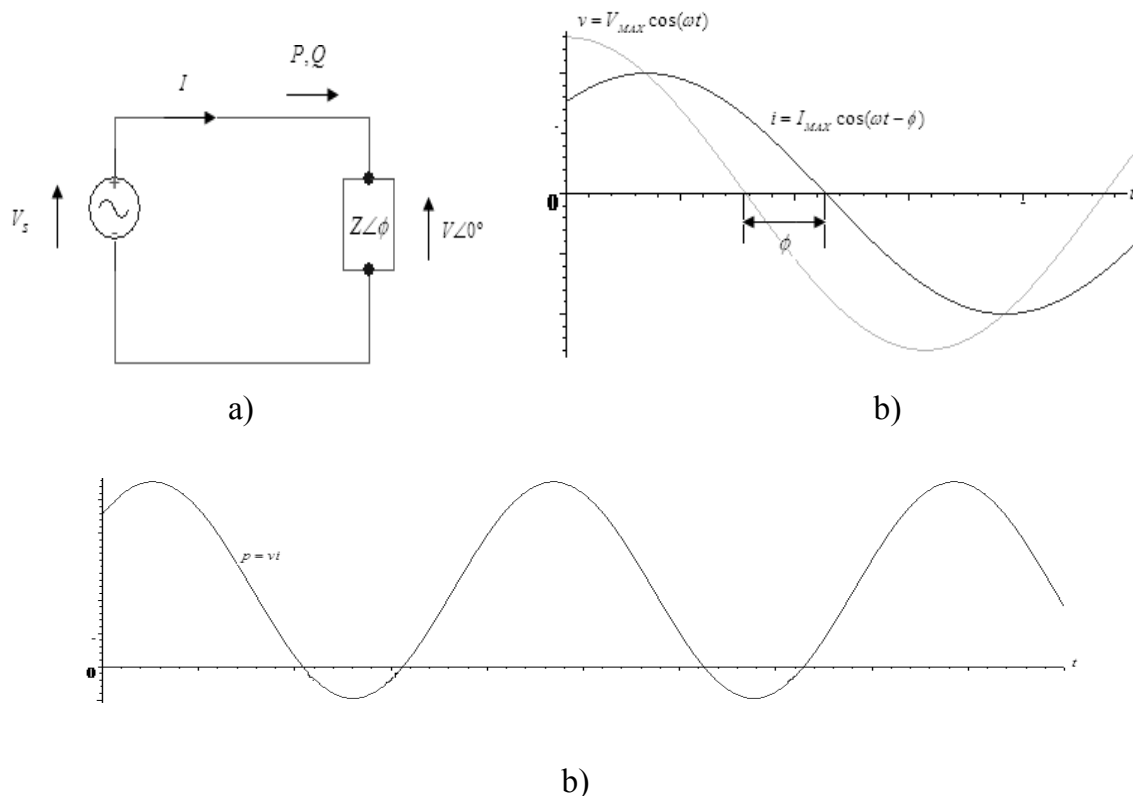 P,Q
I
V_s
+
-
Z∠φ
V∠0°
a)
v = V_MAX cos(ωt)
i = I_MAX cos(ωt − φ)
0
t
φ
b)
p = vi
0
t
b)